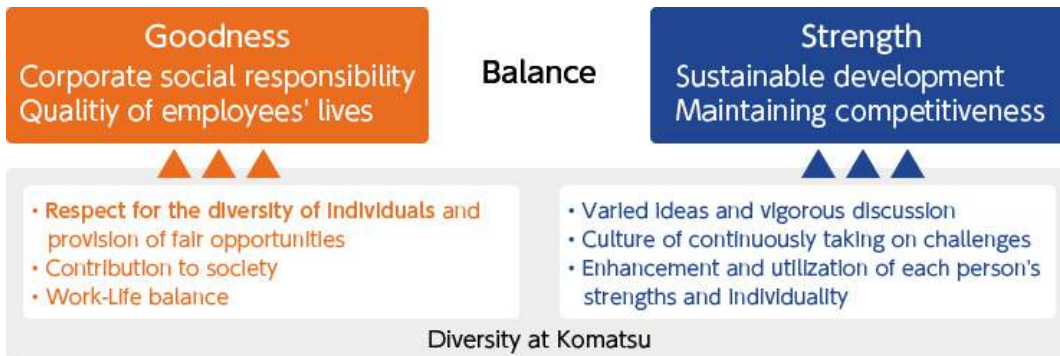 Goodness
Corporate social responsibility
Qualitiy of employees' lives
Balance
Strength
Sustainable development
Maintaining competitiveness
• Respect for the diversity of individuals and
provision of fair opportunities
• Contribution to society
• Work-Life balance
• Varied ideas and vigorous discussion
• Culture of continuously taking on challenges
• Enhancement and utilization of each person's
strengths and individuality
Diversity at Komatsu